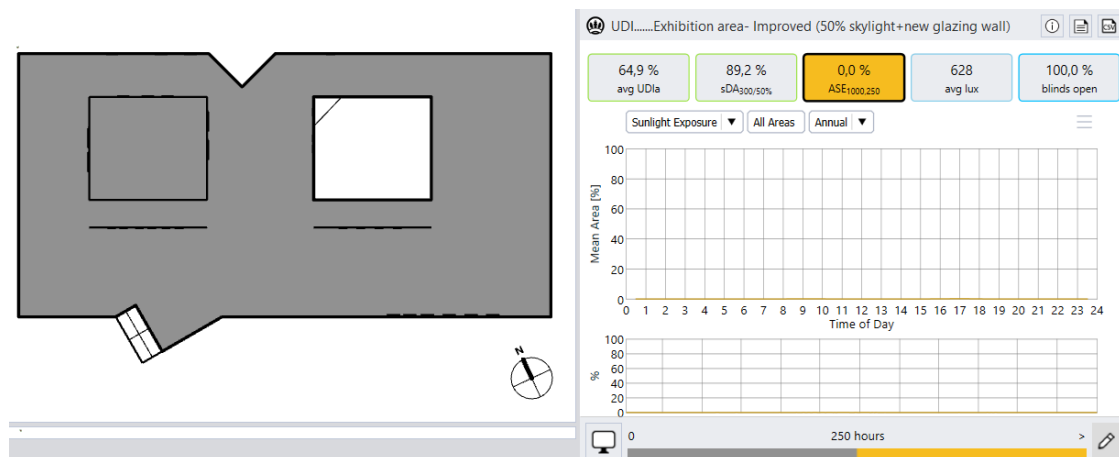 UDI......Exhibition area- Improved (50% skylight+new glazing wall)
i
CSV
64,9 %
avg UDIa
89,2 %
sDA300/50%
0,0 %
ASE1000,250
628
avg lux
100,0 %
blinds open
Sunlight Exposure ▼ All Areas Annual ▼
100
80
60
40
20
0
Mean Area [%]
0 1 2 3 4 5 6 7 8 9 10 11 12 13 14 15 16 17 18 19 20 21 22 23 24
Time of Day
100
80
60
40
20
0
%
N
0 250 hours >